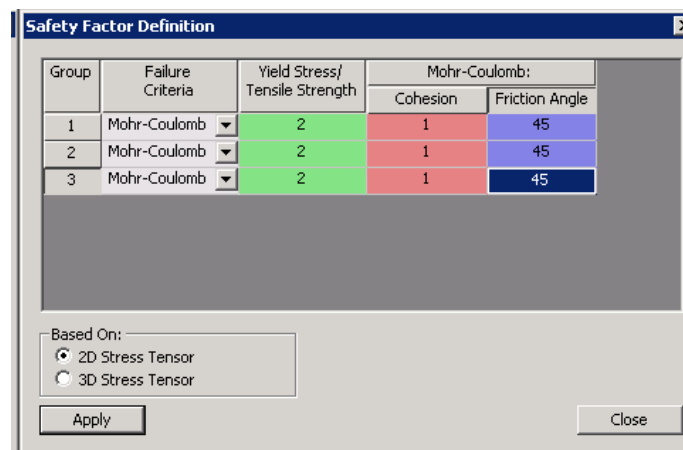 Safety Factor Definition
Group Failure Criteria Yield Stress/ Tensile Strength Mohr-Coulomb:
Cohesion Friction Angle
1 Mohr-Coulomb 2 1 45
2 Mohr-Coulomb 2 1 45
3 Mohr-Coulomb 2 1 45
Based On:
2D Stress Tensor
3D Stress Tensor
Apply Close